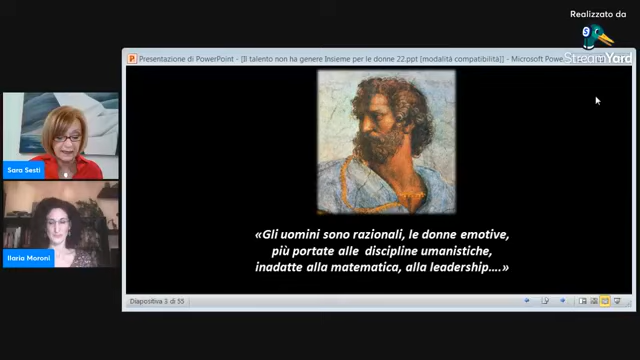 Realizzato da
StreamYard
Presentazione di PowerPoint - [Il talento non ha genere Insieme per le donne 22.ppt [modalità compatibilità]] - Microsoft Powe
Sara Sesti
Ilaria Moroni
«Gli uomini sono razionali, le donne emotive,
più portate alle discipline umanistiche,
inadatte alla matematica, alla leadership....»
Diapositiva 3 di 55